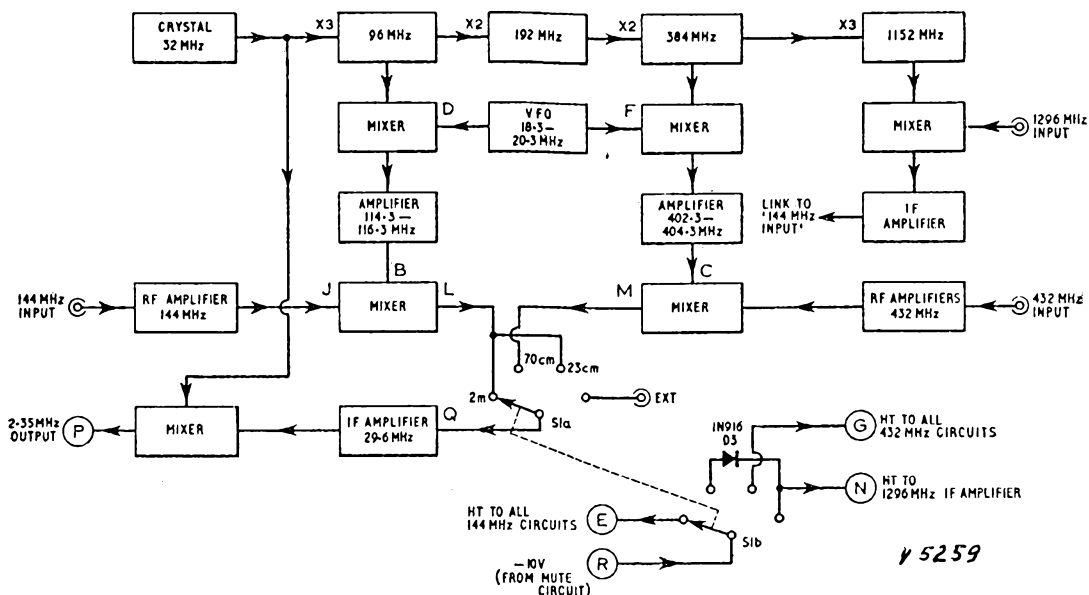 CRYSTAL
32 MHz
X3
96 MHz
X2
192 MHz
X2
384 MHz
X3
1152 MHz
MIXER
D
VFO
18·3—
20·3 MHz
F
MIXER
MIXER
1296 MHz
INPUT
AMPLIFIER
114·3—
116·3 MHz
AMPLIFIER
402·3—
404·3 MHz
LINK TO
'144 MHz
INPUT'
IF
AMPLIFIER
B
C
144 MHz
INPUT
RF AMPLIFIER
144 MHz
J
MIXER
L
M
MIXER
RF AMPLIFIERS
432 MHz
432 MHz
INPUT
70cm
23cm
2m
EXT
S1a
2·35MHz
OUTPUT
P
MIXER
IF AMPLIFIER
29·6 MHz
Q
1N916
D3
G
HT TO ALL
432 MHz CIRCUITS
N
HT TO
1296 MHz IF AMPLIFIER
HT TO ALL
144 MHz CIRCUITS
E
S1b
—10V
(FROM MUTE
CIRCUIT)
R
Y 5259